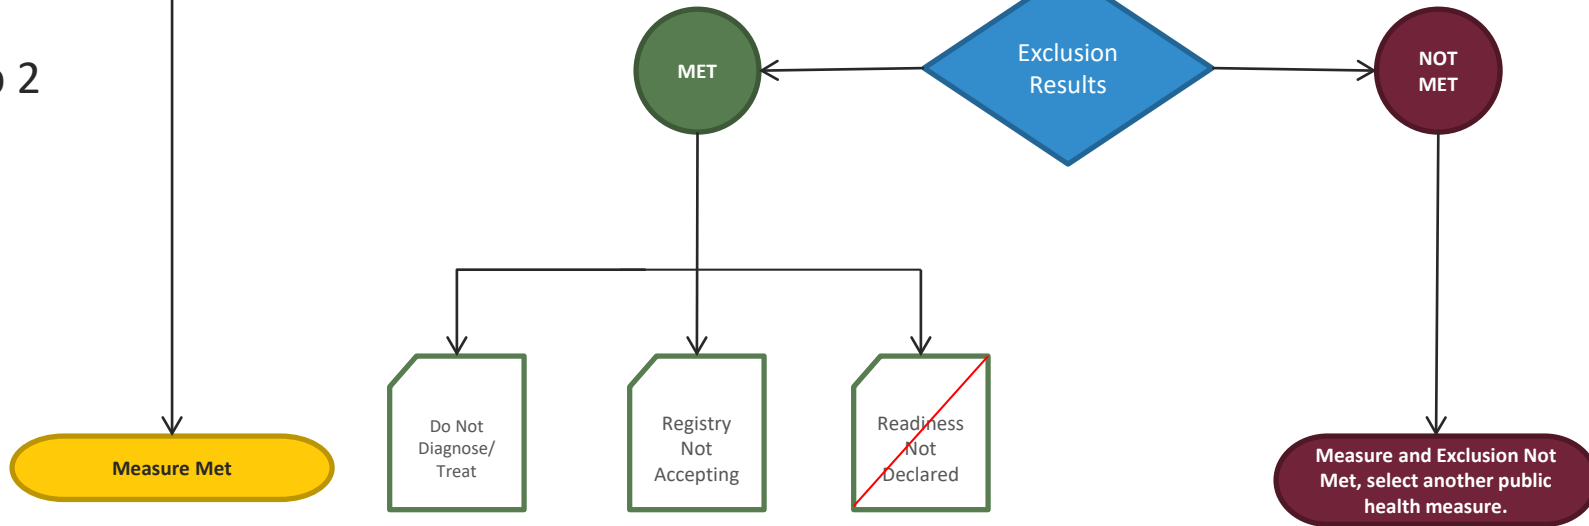 2
MET
Exclusion
Results
NOT
MET
Do Not
Diagnose/
Treat
Registry
Not
Accepting
Readiness
Not
Declared
Measure Met
Measure and Exclusion Not
Met, select another public
health measure.